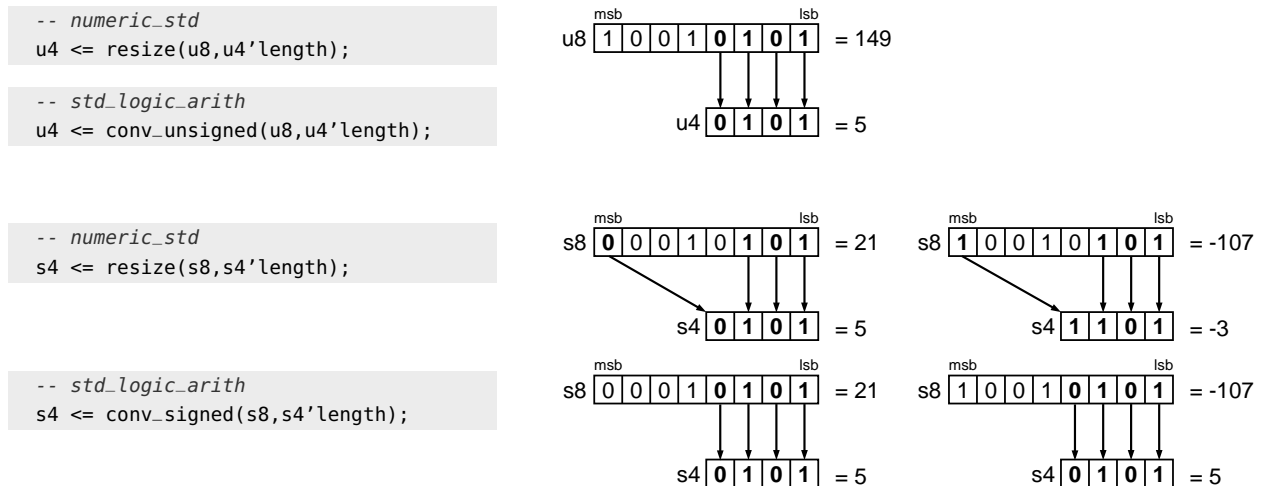 -- numeric_std
u4 <= resize(u8,u4’length);
-- std_logic_arith
u4 <= conv_unsigned(u8,u4’length);
msb lsb
u8 1 0 0 1 0 1 0 1 = 149
u4 0 1 0 1 = 5
-- numeric_std
s4 <= resize(s8,s4’length);
msb lsb
s8 0 0 0 1 0 1 0 1 = 21
s4 0 1 0 1 = 5
msb lsb
s8 1 0 0 1 0 1 0 1 = -107
s4 1 1 0 1 = -3
-- std_logic_arith
s4 <= conv_signed(s8,s4’length);
msb lsb
s8 0 0 0 1 0 1 0 1 = 21
s4 0 1 0 1 = 5
msb lsb
s8 1 0 0 1 0 1 0 1 = -107
s4 0 1 0 1 = 5